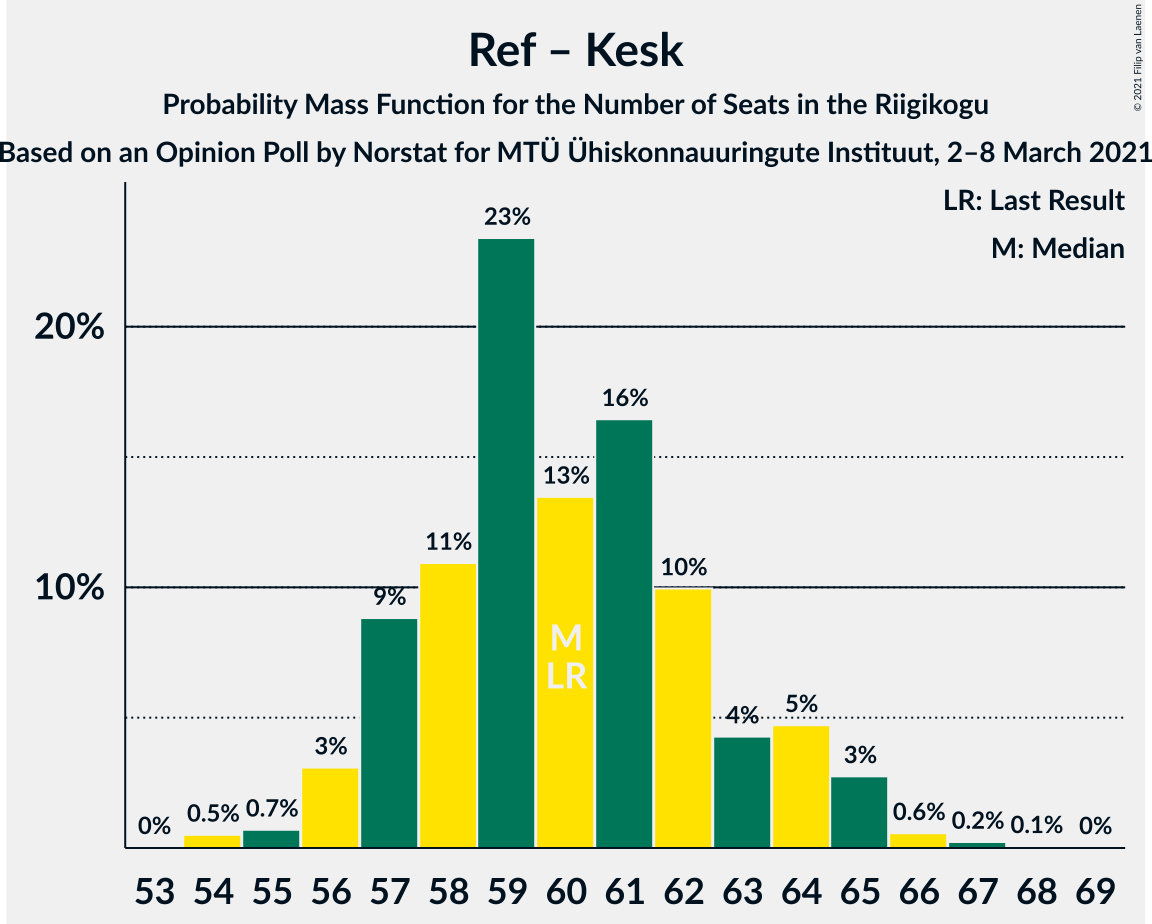 Ref – Kesk
Probability Mass Function for the Number of Seats in the Riigikogu
Based on an Opinion Poll by Norstat for MTÜ Ühiskonnauuringute Instituut, 2–8 March 2021
© 2021 Filip van Laenen
LR: Last Result
M: Median
20%
10%
0%
0.5%
0.7%
3%
9%
11%
23%
13%
16%
10%
4%
5%
3%
0.6%
0.2%
0.1%
0%
M
LR
53 54 55 56 57 58 59 60 61 62 63 64 65 66 67 68 69